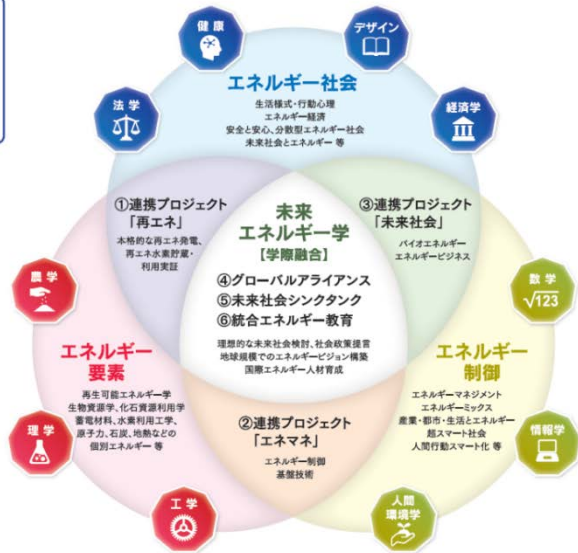 健康
デザイン
法学
経済学
エネルギー社会
生活様式・行動心理
エネルギー経済
安全と安心、分散型エネルギー社会
未来社会とエネルギー 等
①連携プロジェクト
「再エネ」
本格的な再エネ発電、
再エネ水素貯蔵・
利用実証
未来
エネルギー学
【学際融合】
④グローバルアライアンス
⑤未来社会シンクタンク
⑥統合エネルギー教育
理想的な未来社会検討、社会政策提言
地球規模でのエネルギービジョン構築
国際エネルギー人材育成
③連携プロジェクト
「未来社会」
バイオエネルギー
エネルギービジネス
農学
数学
√123
エネルギー
要素
再生可能エネルギー学
生物資源学、化石資源利用学
蓄電材料、水素利用工学、
原子力、石炭、地熱などの
個別エネルギー 等
エネルギー
制御
エネルギーマネジメント
エネルギーミックス
産業・都市・生活とエネルギー
超スマート社会
人間行動スマート化 等
②連携プロジェクト
「エネマネ」
エネルギー制御
基盤技術
理学
情報学
工学
人間
環境学